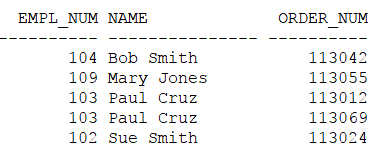 EMPL_NUM NAME ORDER_NUM
---------- --------------- ----------
104 Bob Smith 113042
109 Mary Jones 113055
103 Paul Cruz 113012
103 Paul Cruz 113069
102 Sue Smith 113024